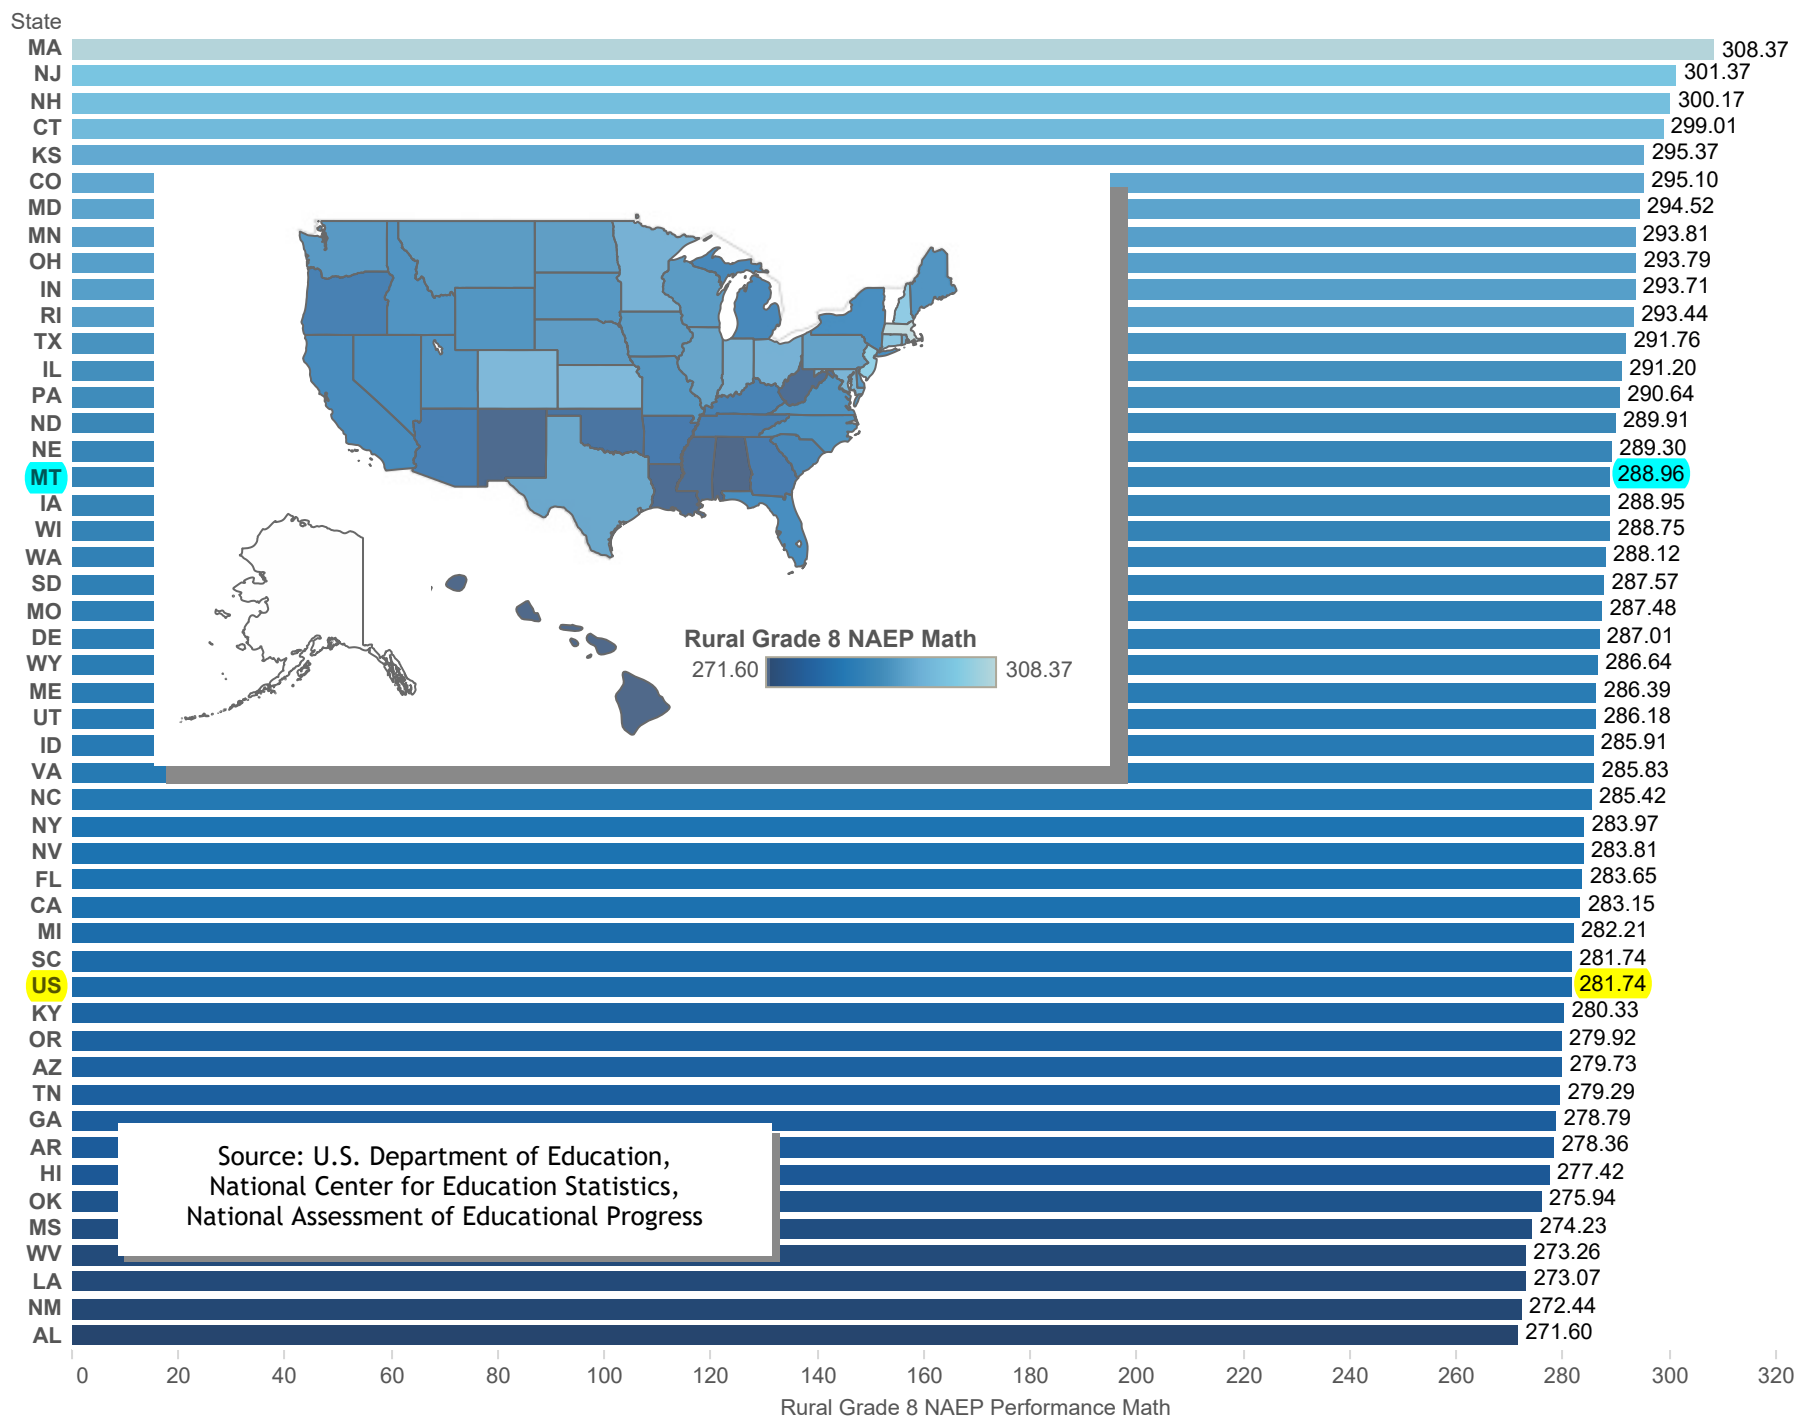 State
MA 308.37
NJ 301.37
NH 300.17
CT 299.01
KS 295.37
CO 295.10
MD 294.52
MN 293.81
OH 293.79
IN 293.71
RI 293.44
TX 291.76
IL 291.20
PA 290.64
ND 289.91
NE 289.30
MT 288.96
IA 288.95
WI 288.75
WA 288.12
SD 287.57
MO 287.48
DE 287.01
WY 286.64
ME 286.39
UT 286.18
ID 285.91
VA 285.83
NC 285.42
NY 283.97
NV 283.81
FL 283.65
CA 283.15
MI 282.21
SC 281.74
US 281.74
KY 280.33
OR 279.92
AZ 279.73
TN 279.29
GA 278.79
AR 278.36
HI 277.42
OK 275.94
MS 274.23
WV 273.26
LA 273.07
NM 272.44
AL 271.60
Rural Grade 8 NAEP Math
271.60 308.37
Source: U.S. Department of Education,
National Center for Education Statistics,
National Assessment of Educational Progress
0 20 40 60 80 100 120 140 160 180 200 220 240 260 280 300 320
Rural Grade 8 NAEP Performance Math